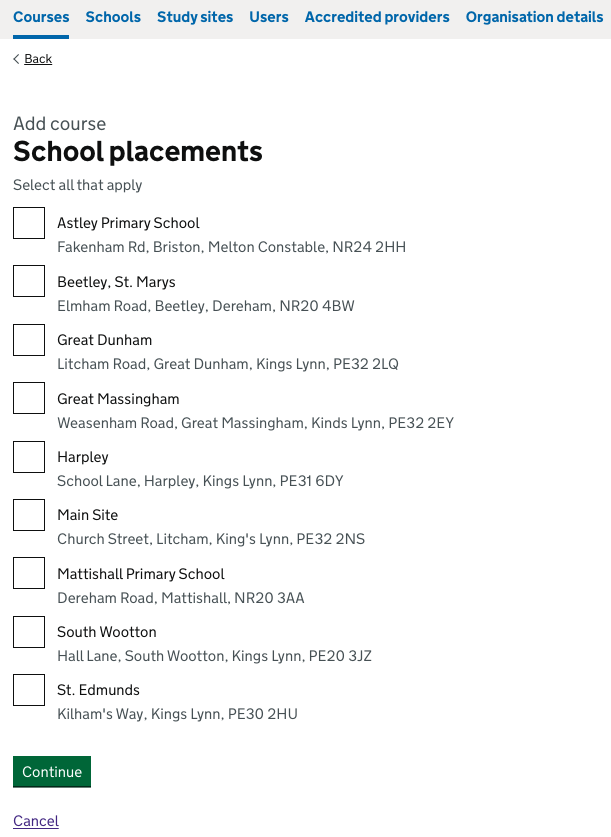 Courses Schools Study sites Users Accredited providers Organisation details
Back
Add course
School placements
Select all that apply
Astley Primary School
Fakenham Rd, Briston, Melton Constable, NR24 2HH
Beetley, St. Marys
Elmham Road, Beetley, Dereham, NR20 4BW
Great Dunham
Litcham Road, Great Dunham, Kings Lynn, PE32 2LQ
Great Massingham
Weasenham Road, Great Massingham, Kinds Lynn, PE32 2EY
Harpley
School Lane, Harpley, Kings Lynn, PE31 6DY
Main Site
Church Street, Litcham, King's Lynn, PE32 2NS
Mattishall Primary School
Dereham Road, Mattishall, NR20 3AA
South Wootton
Hall Lane, South Wootton, Kings Lynn, PE20 3JZ
St. Edmunds
Kilham's Way, Kings Lynn, PE30 2HU
Continue
Cancel